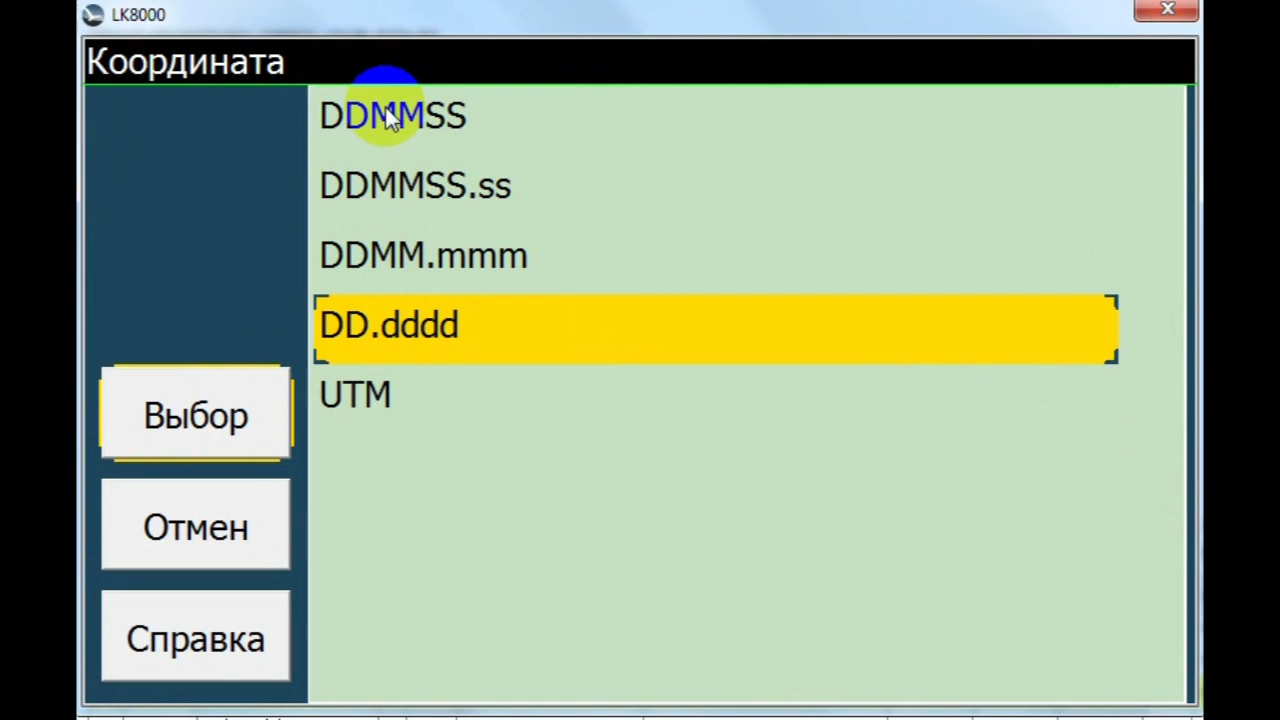 LK8000
Координата
DDMMSS
DDMMSS.ss
DDMM.mmm
DD.dddd
UTM
Выбор
Отмен
Справка